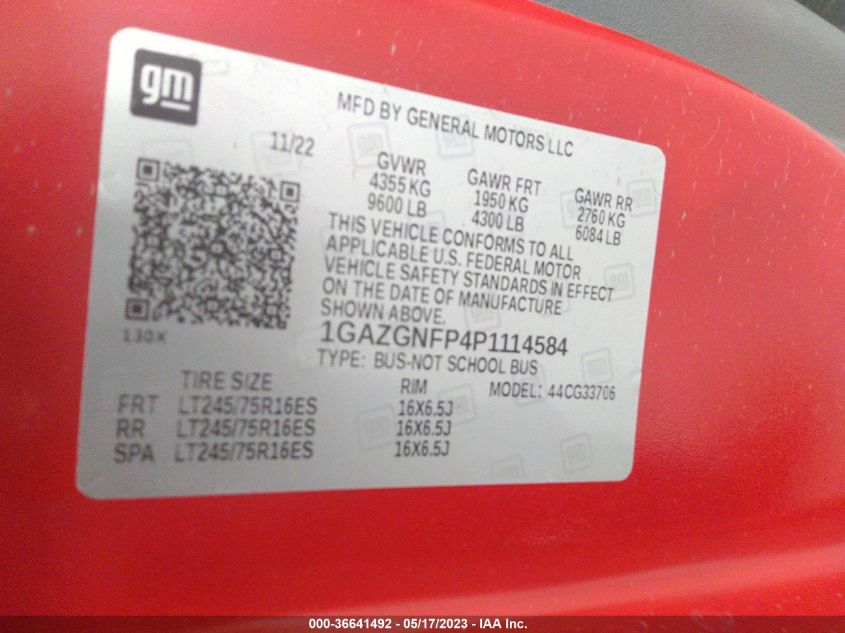 gm
MFD BY GENERAL MOTORS LLC
11/22
GVWR GAWR FRT GAWR RR
4355 KG 1950 KG 2760 KG
9600 LB 4300 LB 6084 LB
THIS VEHICLE CONFORMS TO ALL
APPLICABLE U.S. FEDERAL MOTOR
VEHICLE SAFETY STANDARDS IN EFFECT
ON THE DATE OF MANUFACTURE
SHOWN ABOVE.
130X
1GAZGNFP4P1114584
TYPE: BUS-NOT SCHOOL BUS
TIRE SIZE RIM MODEL: 44CG33706
FRT LT245/75R16ES 16X6.5J
RR LT245/75R16ES 16X6.5J
SPA LT245/75R16ES 16X6.5J
000-36641492 - 05/17/2023 - IAA Inc.